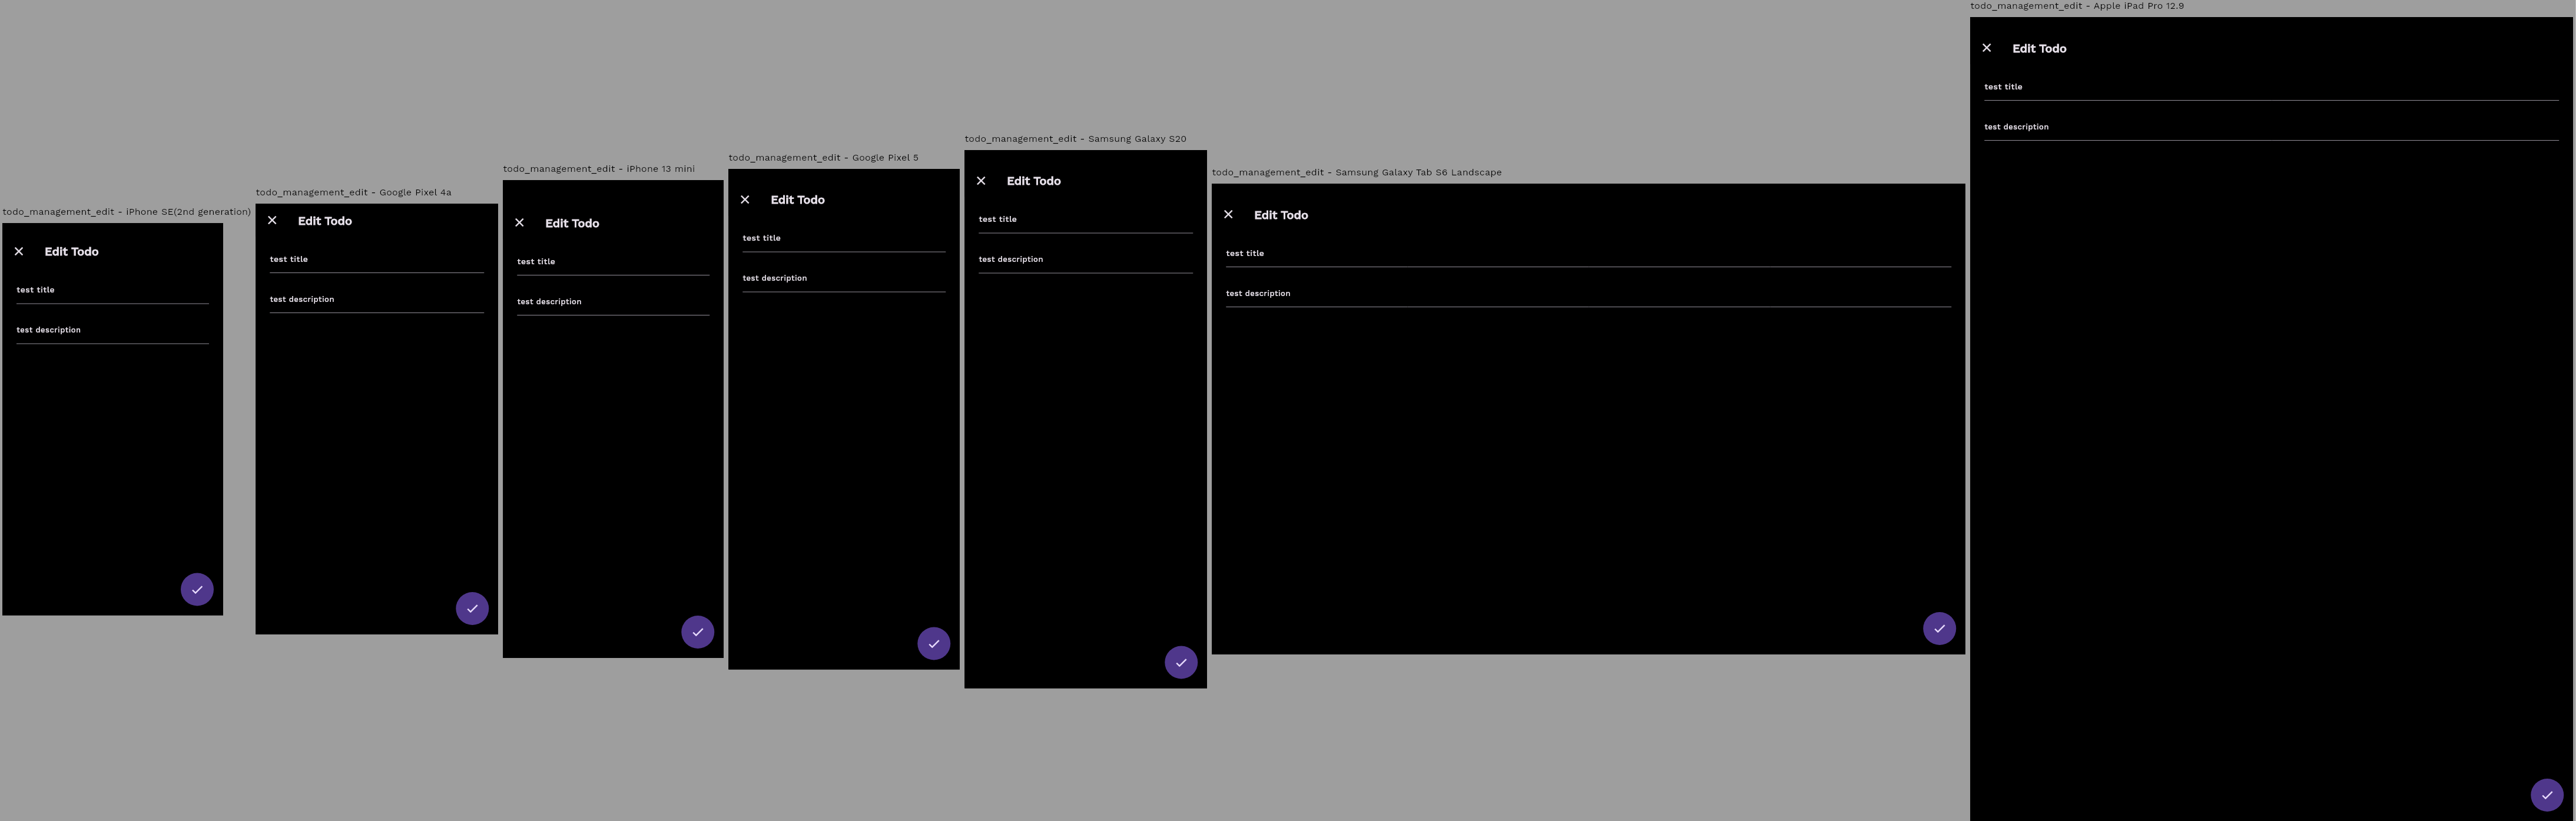 todo_management_edit - iPhone SE(2nd generation)
Edit Todo
test title
test description
todo_management_edit - Google Pixel 4a
Edit Todo
test title
test description
todo_management_edit - iPhone 13 mini
Edit Todo
test title
test description
todo_management_edit - Google Pixel 5
Edit Todo
test title
test description
todo_management_edit - Samsung Galaxy S20
Edit Todo
test title
test description
todo_management_edit - Samsung Galaxy Tab S6 Landscape
Edit Todo
test title
test description
todo_management_edit - Apple iPad Pro 12.9
Edit Todo
test title
test description